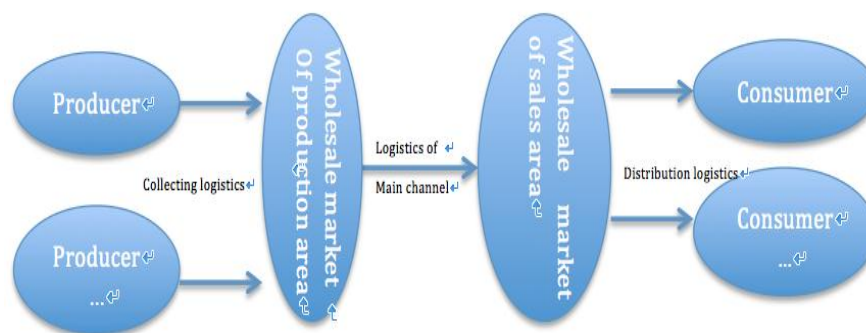 Producer
Collecting logistics
Producer
...
Wholesale market
Of production area
Logistics of
Main channel
Wholesale market
of sales area
Consumer
Distribution logistics
Consumer
...